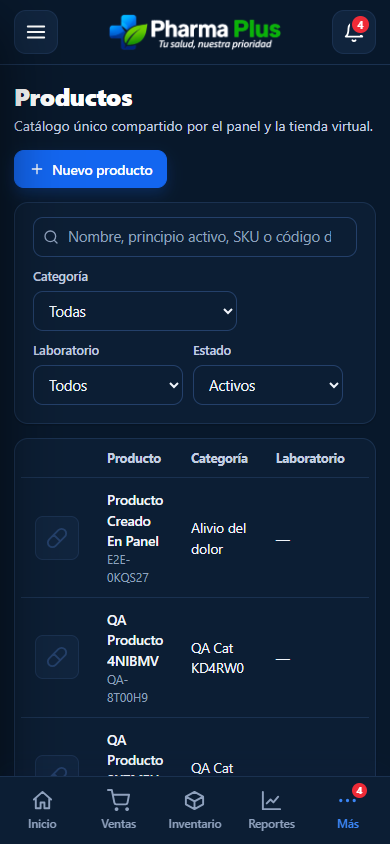 Pharma Plus
Tu salud, nuestra prioridad
4
Productos
Catálogo único compartido por el panel y la tienda virtual.
+ Nuevo producto
Nombre, principio activo, SKU o código d
Categoría
Todas
Laboratorio Estado
Todos Activos
Producto Categoría Laboratorio
Producto
Creado
En Panel
E2E-
0KQS27
Alivio del
dolor
—
QA
Producto
4NIBMV
QA-
8T00H9
QA Cat
KD4RW0
—
QA
Producto
QA Cat
4
Inicio Ventas Inventario Reportes Más